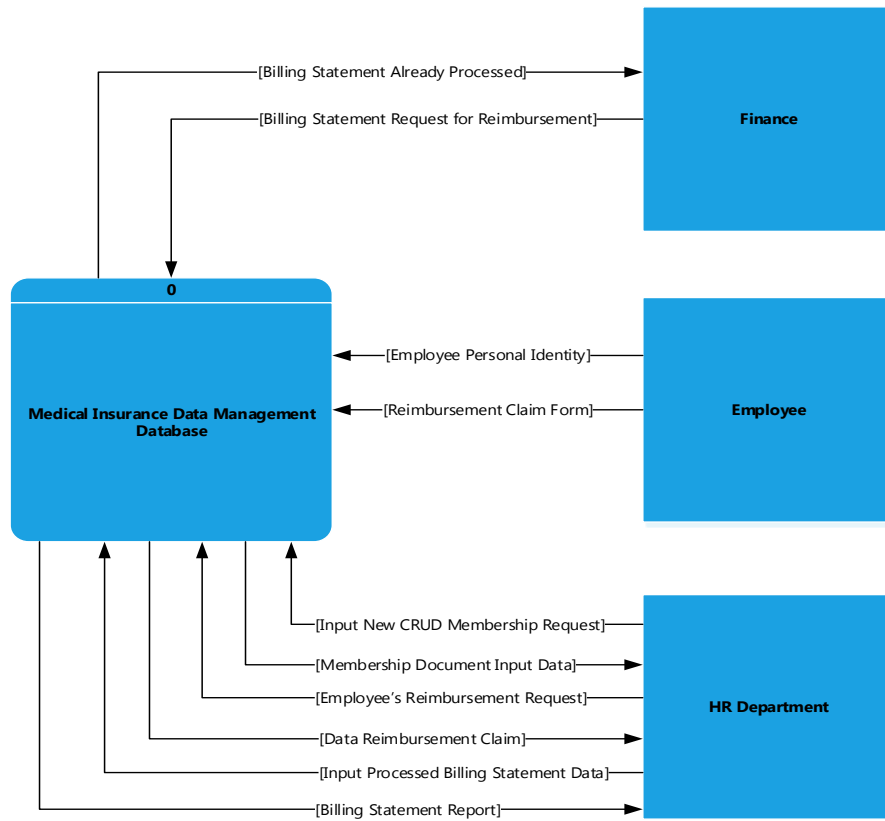 [Billing Statement Already Processed]
[Billing Statement Request for Reimbursement]
Finance
0
Medical Insurance Data Management
Database
[Employee Personal Identity]
[Reimbursement Claim Form]
Employee
[Input New CRUD Membership Request]
[Membership Document Input Data]
[Employee’s Reimbursement Request]
HR Department
[Data Reimbursement Claim]
[Input Processed Billing Statement Data]
[Billing Statement Report]